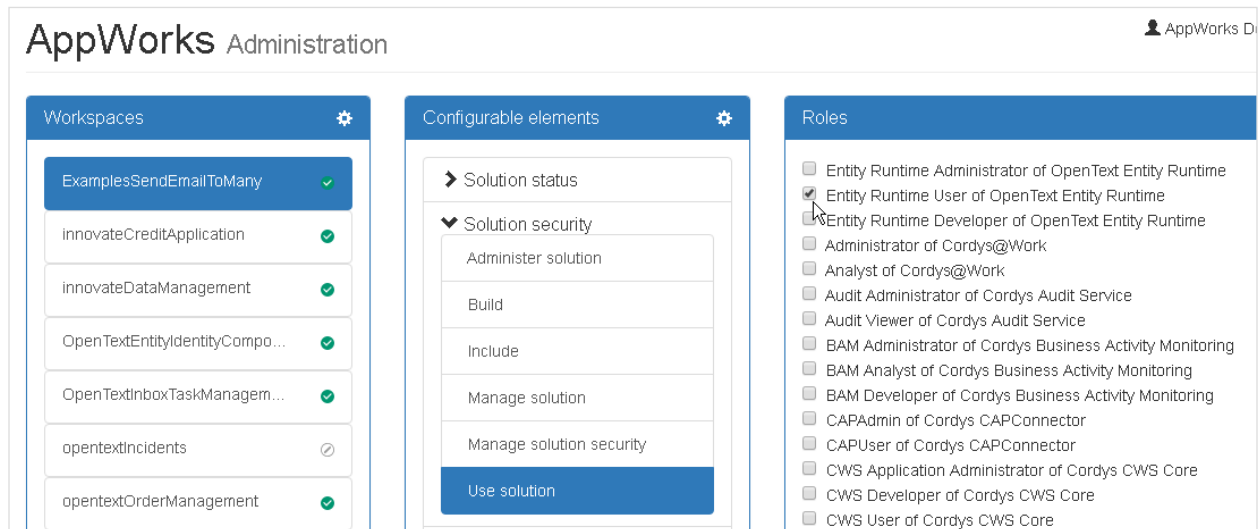 AppWorks Administration
AppWorks D
Workspaces
ExamplesSendEmailToMany
innovateCreditApplication
innovateDataManagement
OpenTextEntityIdentityCompo...
OpenTextInboxTaskManagem...
opentextIncidents
opentextOrderManagement
Configurable elements
Solution status
Solution security
Administer solution
Build
Include
Manage solution
Manage solution security
Use solution
Roles
Entity Runtime Administrator of OpenText Entity Runtime
Entity Runtime User of OpenText Entity Runtime
Entity Runtime Developer of OpenText Entity Runtime
Administrator of Cordys@Work
Analyst of Cordys@Work
Audit Administrator of Cordys Audit Service
Audit Viewer of Cordys Audit Service
BAM Administrator of Cordys Business Activity Monitoring
BAM Analyst of Cordys Business Activity Monitoring
BAM Developer of Cordys Business Activity Monitoring
CAPAdmin of Cordys CAPConnector
CAPUser of Cordys CAPConnector
CWS Application Administrator of Cordys CWS Core
CWS Developer of Cordys CWS Core
CWS User of Cordys CWS Core